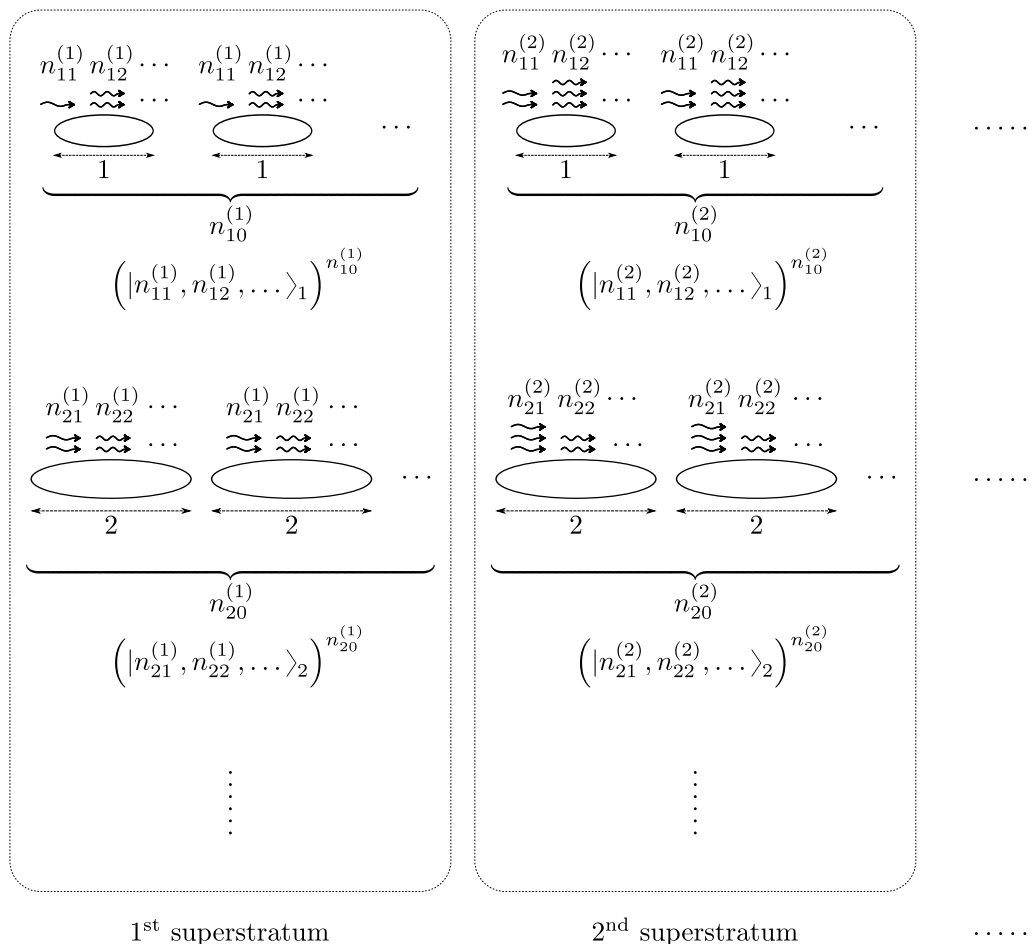 n_{11}^{(1)} n_{12}^{(1)} ··· n_{11}^{(1)} n_{12}^{(1)} ··· n_{11}^{(2)} n_{12}^{(2)} ··· n_{11}^{(2)} n_{12}^{(2)} ···
··· ··· ··· ···
··· ··· ·····
1 1 1 1
n_{10}^{(1)} n_{10}^{(2)}
(|n_{11}^{(1)}, n_{12}^{(1)}, ...⟩_1)^{n_{10}^{(1)}} (|n_{11}^{(2)}, n_{12}^{(2)}, ...⟩_1)^{n_{10}^{(2)}}
n_{21}^{(1)} n_{22}^{(1)} ··· n_{21}^{(1)} n_{22}^{(1)} ··· n_{21}^{(2)} n_{22}^{(2)} ··· n_{21}^{(2)} n_{22}^{(2)} ···
··· ··· ··· ···
··· ··· ·····
2 2 2 2
n_{20}^{(1)} n_{20}^{(2)}
(|n_{21}^{(1)}, n_{22}^{(1)}, ...⟩_2)^{n_{20}^{(1)}} (|n_{21}^{(2)}, n_{22}^{(2)}, ...⟩_2)^{n_{20}^{(2)}}
1^{st} superstratum 2^{nd} superstratum ·····